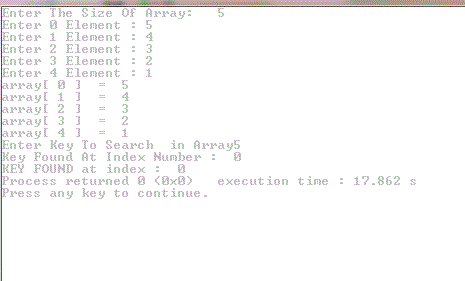 Enter The Size Of Array:   5
Enter 0 Element : 5
Enter 1 Element : 4
Enter 2 Element : 3
Enter 3 Element : 2
Enter 4 Element : 1
array[ 0 ]  =  5
array[ 1 ]  =  4
array[ 2 ]  =  3
array[ 3 ]  =  2
array[ 4 ]  =  1
Enter Key To Search  in Array5
Key Found At Index Number :  0
KEY FOUND at index :  0
Process returned 0 (0x0)   execution time : 17.862 s
Press any key to continue.